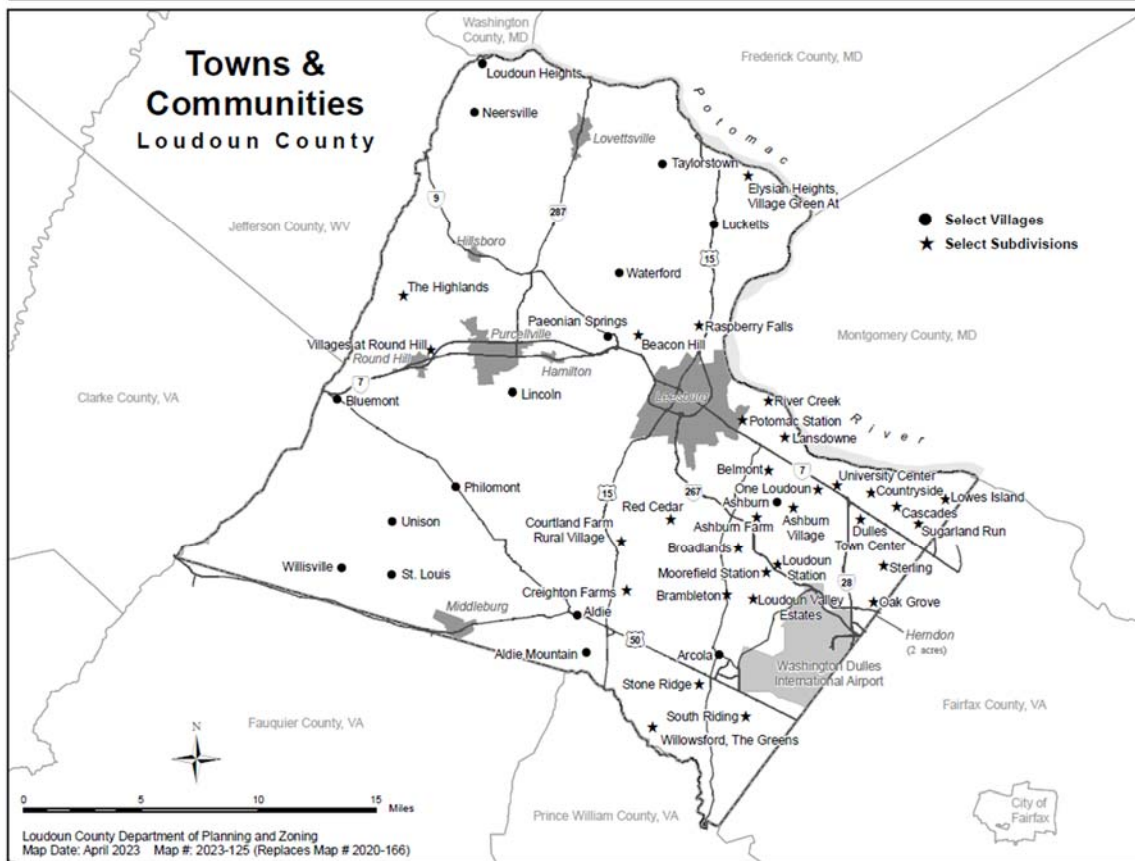 Washington
County, MD
Frederick County, MD
Towns &
Communities
Loudoun County
Loudoun Heights
Potomac
Neersville
Lovettsville
Taylorstown
Elysian Heights,
Village Green At
9
287
Lucketts
Select Villages
Select Subdivisions
Jefferson County, WV
Hillsboro
15
Waterford
The Highlands
Paeonian Springs
Raspberry Falls
Purcellville
Beacon Hill
Montgomery County, MD
Villages at Round Hill
Round Hill
Hamilton
7
Clarke County, VA
Bluemont
Lincoln
Leesburg
River Creek
River
Potomac Station
Lansdowne
Belmont
7
University Center
Philomont
15
267
One Loudoun
Countryside
Lowes Island
Ashburn
Cascades
Unison
Red Cedar
Ashburn Farm
Ashburn
Village
Dulles
Town Center
Sugarland Run
Courtland Farm
Rural Village
Broadlands
Willisville
St. Louis
Moorefield Station
Loudoun
Station
Sterling
28
Creighton Farms
Brambleton
Loudoun Valley
Estates
Oak Grove
Middleburg
Aldie
Herndon
(2 acres)
50
Aldie Mountain
Arcola
Washington Dulles
International Airport
Stone Ridge
Fairfax County, VA
Fauquier County, VA
South Riding
Willowsford, The Greens
N
0 5 10 15
Miles
Prince William County, VA
City of
Fairfax
Loudoun County Department of Planning and Zoning
Map Date: April 2023 Map #: 2023-125 (Replaces Map # 2020-166)